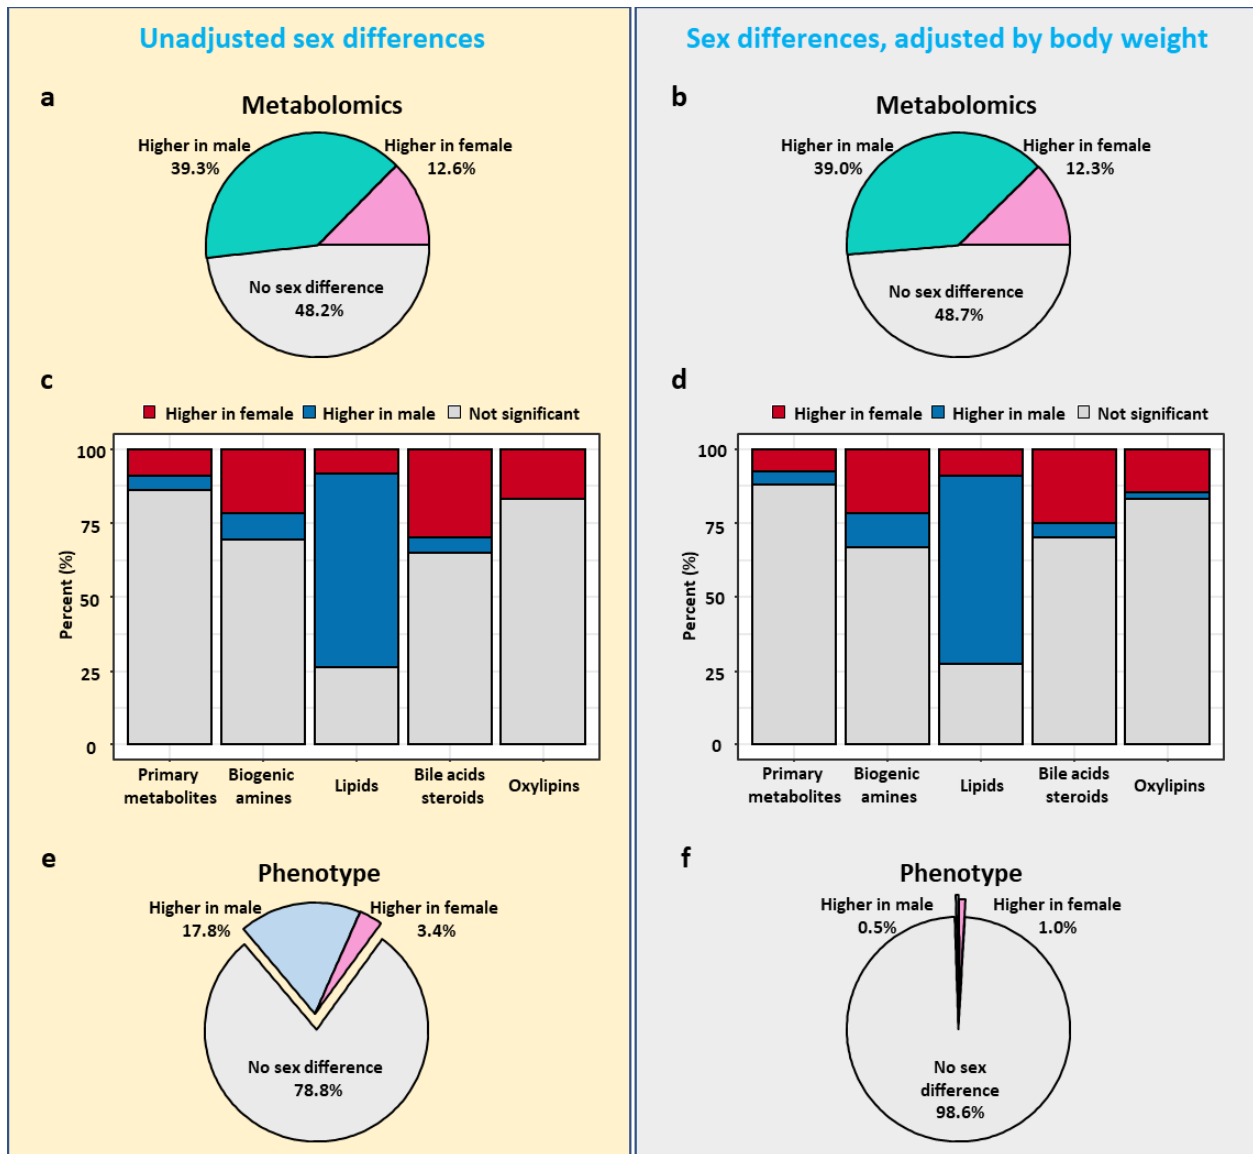 Unadjusted sex differences
a
Metabolomics
Higher in male
39.3%
Higher in female
12.6%
No sex difference
48.2%
c
Higher in female Higher in male Not significant
Percent (%)
100
75
50
25
0
Primary
metabolites
Biogenic
amines
Lipids
Bile acids
steroids
Oxylipins
e
Phenotype
Higher in male
17.8%
Higher in female
3.4%
No sex difference
78.8%
Sex differences, adjusted by body weight
b
Metabolomics
Higher in male
39.0%
Higher in female
12.3%
No sex difference
48.7%
d
Higher in female Higher in male Not significant
Percent (%)
100
75
50
25
0
Primary
metabolites
Biogenic
amines
Lipids
Bile acids
steroids
Oxylipins
f
Phenotype
Higher in male
0.5%
Higher in female
1.0%
No sex
difference
98.6%